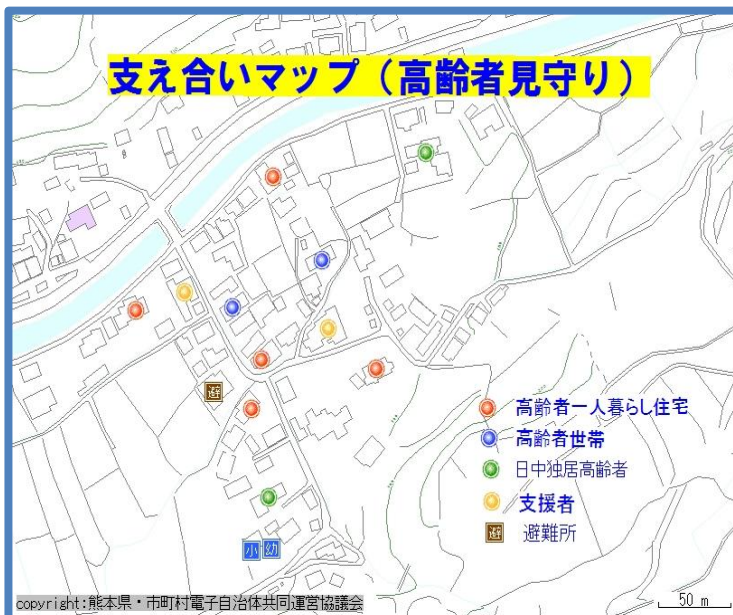 支え合いマップ（高齢者見守り）
避
高齢者一人暮らし住宅
高齢者世帯
日中独居高齢者
支援者
避 避難所
小 幼
copyright:熊本県・市町村電子自治体共同運営協議会
50 m